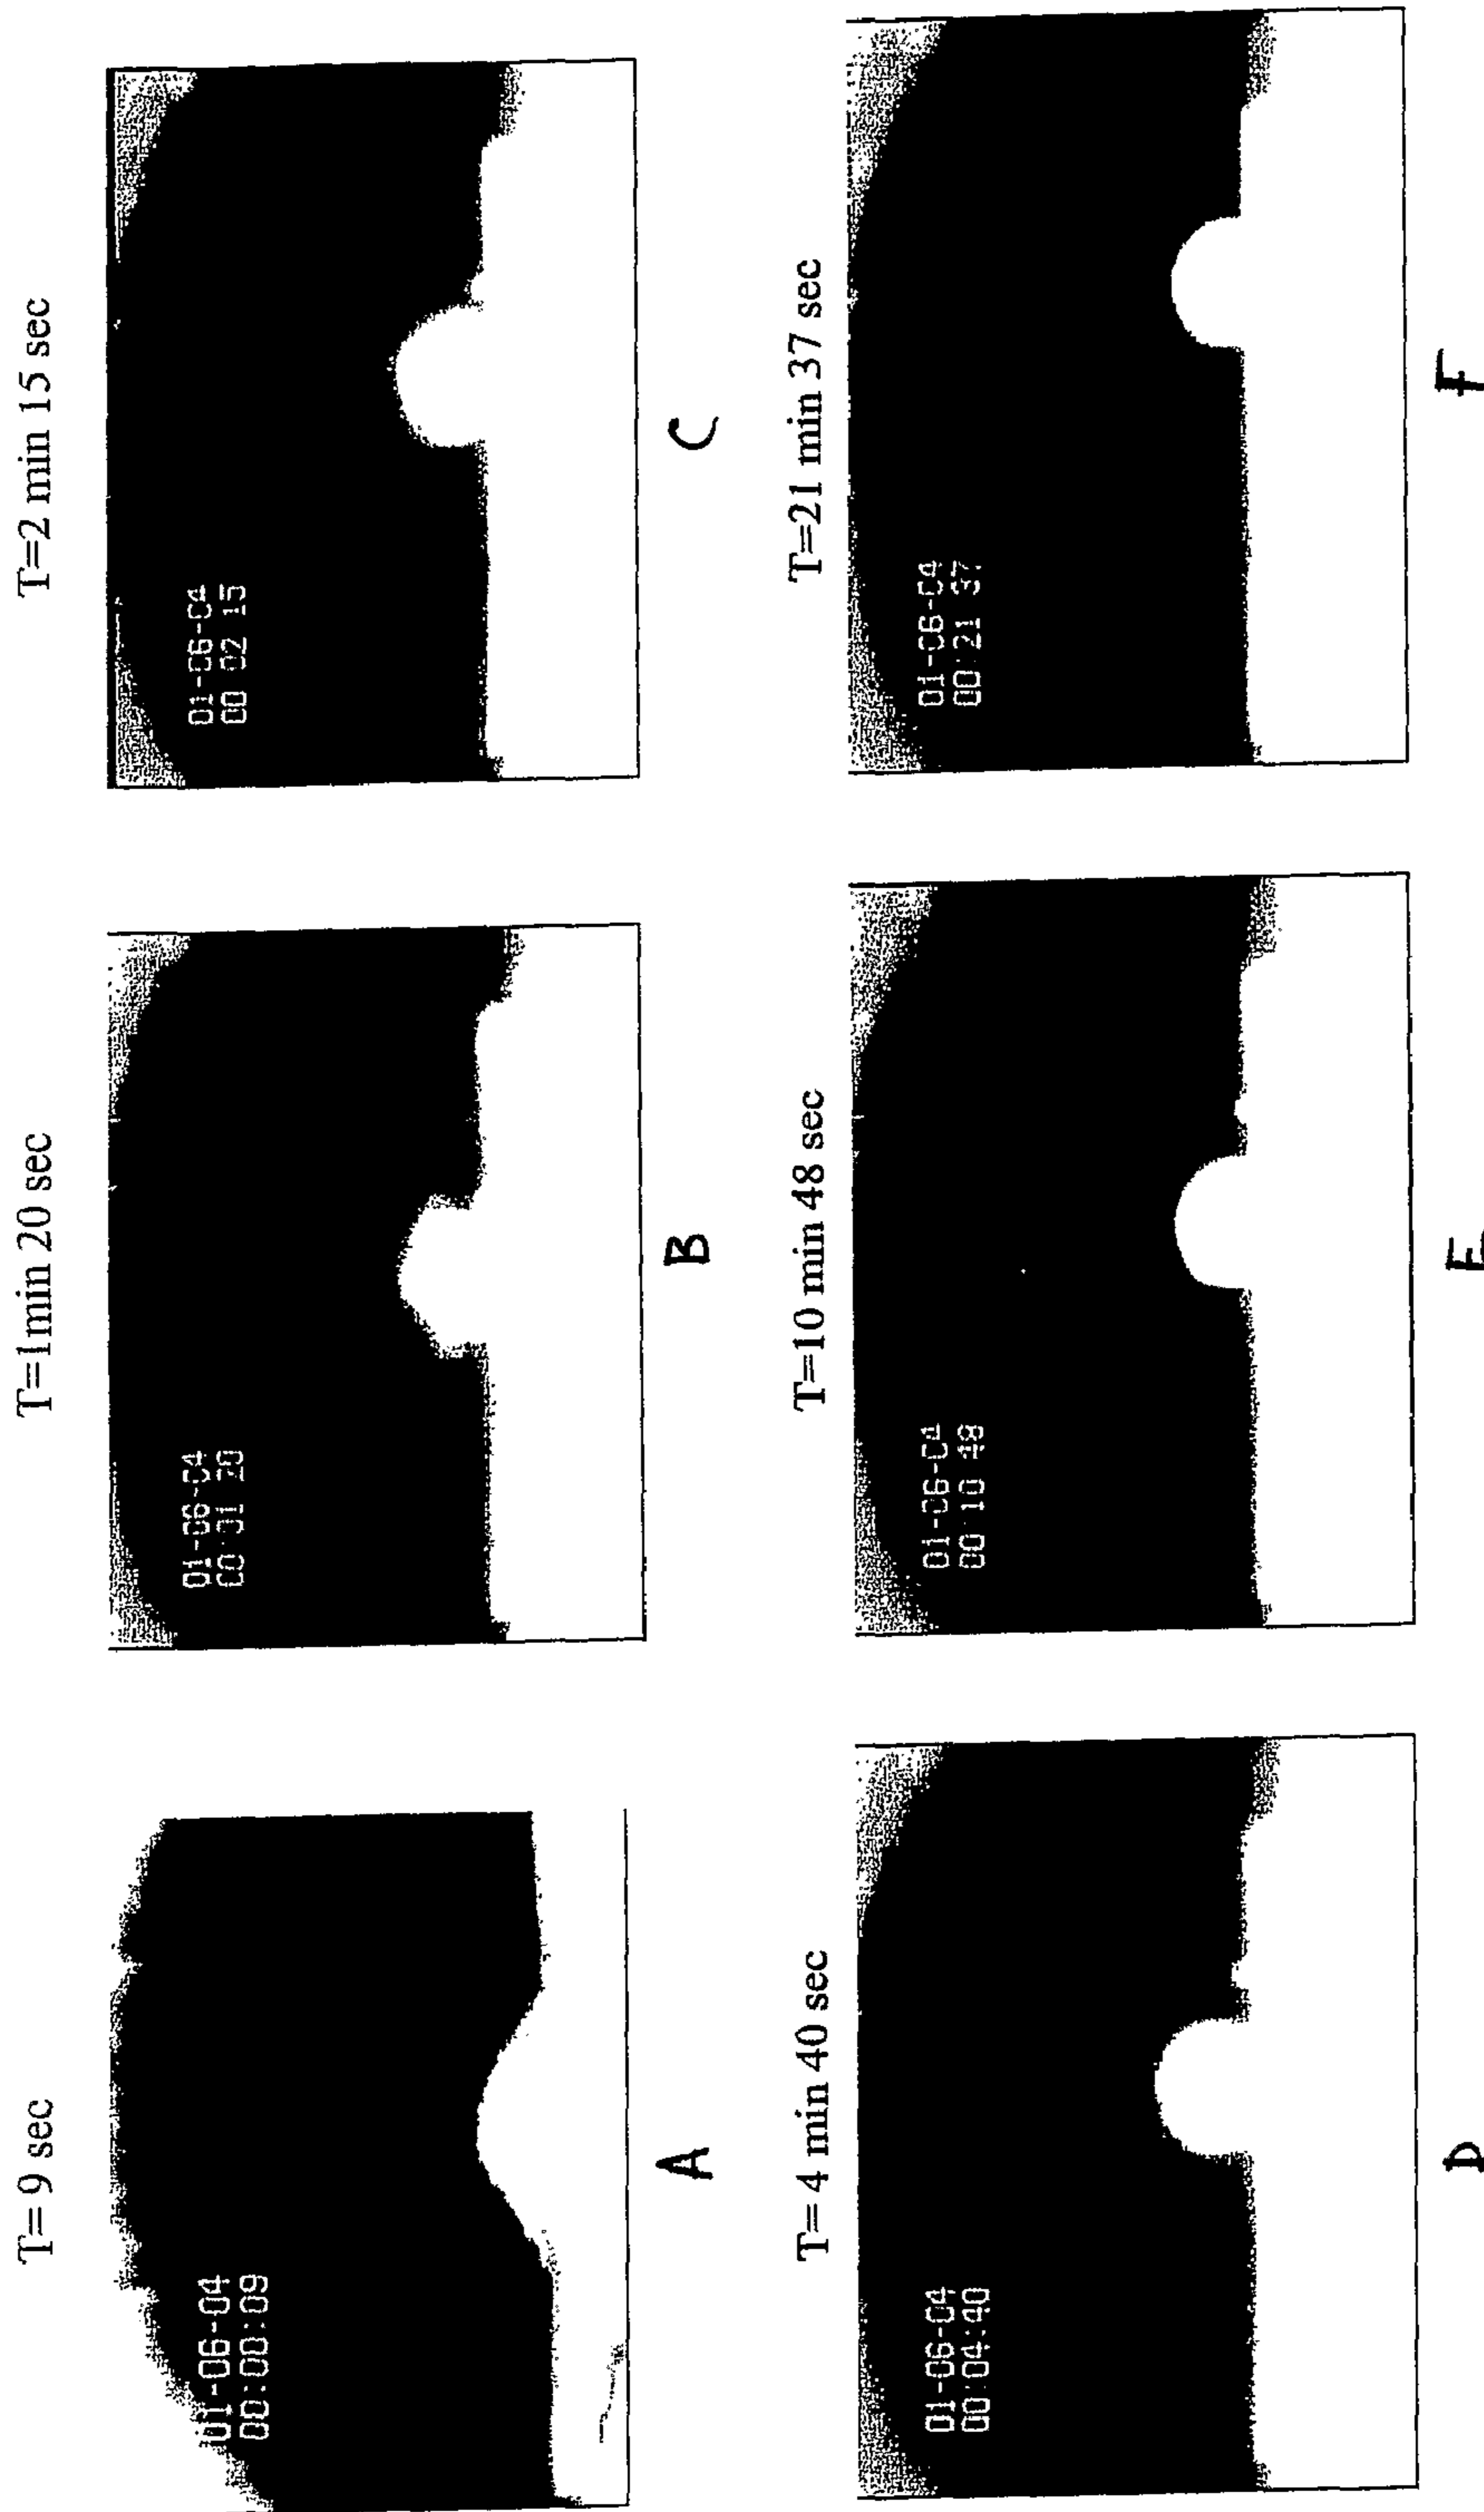 T= 9 sec
01-06-04
00:00:09
A
T=1min 20 sec
01-06-04
00:01:20
B
T=2 min 15 sec
01-06-04
00 02 15
C
T= 4 min 40 sec
01-06-04
00:04:40
D
T=10 min 48 sec
01-06-04
00 10 48
E
T=21 min 37 sec
01-06-04
00:21 37
F